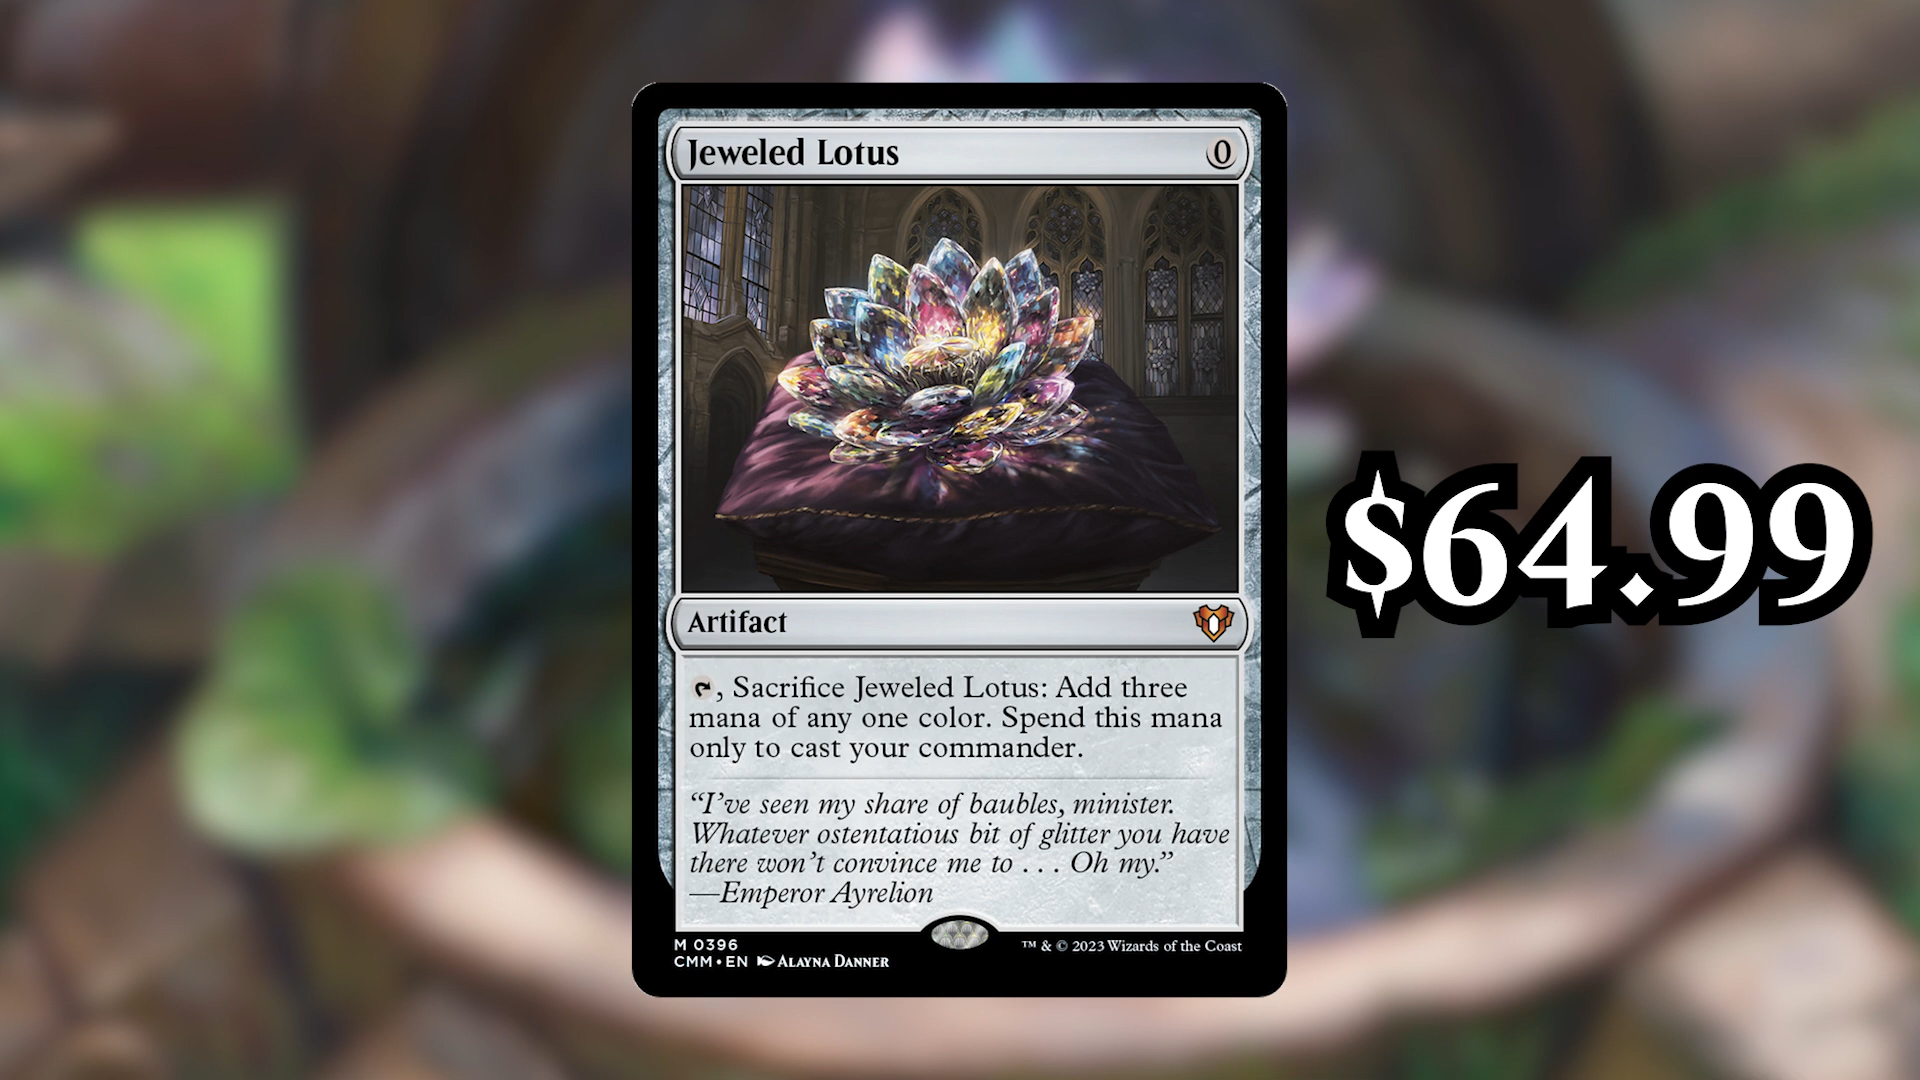 Jeweled Lotus 0
Artifact
, Sacrifice Jeweled Lotus: Add three
mana of any one color. Spend this mana
only to cast your commander.
“I’ve seen my share of baubles, minister.
Whatever ostentatious bit of glitter you have
there won’t convince me to . . . Oh my.”
—Emperor Ayrelion
M 0396
CMM • EN Alayna Danner
™ & © 2023 Wizards of the Coast
$64.99